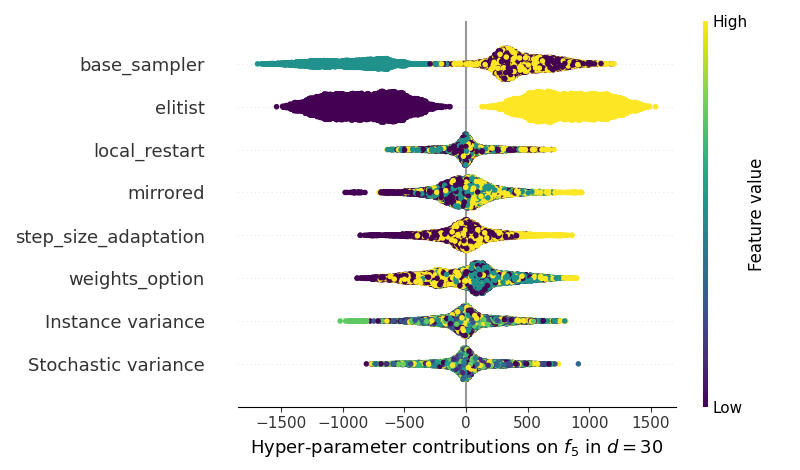 High
base_sampler
elitist
local_restart
mirrored
step_size_adaptation
weights_option
Instance variance
Stochastic variance
Feature value
Low
−1500 −1000 −500 0 500 1000 1500
Hyper-parameter contributions on $f_5$ in $d = 30$